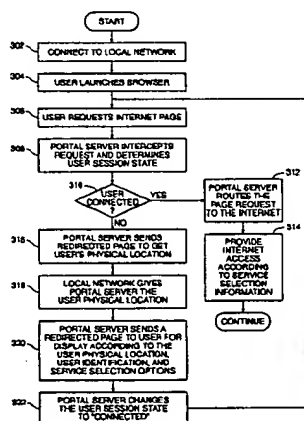 START
302
CONNECT TO LOCAL NETWORK
304
USER LAUNCHES BROWSER
306
USER REQUESTS INTERNET PAGE
308
PORTAL SERVER INTERCEPTS
REQUEST AND DETERMINES
USER SESSION STATE
310
USER
CONNECTED
?
YES
NO
312
PORTAL SERVER
ROUTES THE
PAGE REQUEST
TO THE INTERNET
314
PROVIDE
INTERNET
ACCESS
ACCORDING
TO SERVICE
SELECTION
INFORMATION
CONTINUE
PORTAL SERVER SENDS
REDIRECTED PAGE TO GET
USER'S PHYSICAL LOCATION
LOCAL NETWORK GIVES
PORTAL SERVER THE
USER PHYSICAL LOCATION
320
PORTAL SERVER SENDS A
REDIRECTED PAGE TO USER FOR
DISPLAY ACCORDING TO THE
USER PHYSICAL LOCATION,
USER IDENTIFICATION, AND
SERVICE SELECTION OPTIONS
322
PORTAL SERVER CHANGES
THE USER SESSION STATE
TO "CONNECTED"